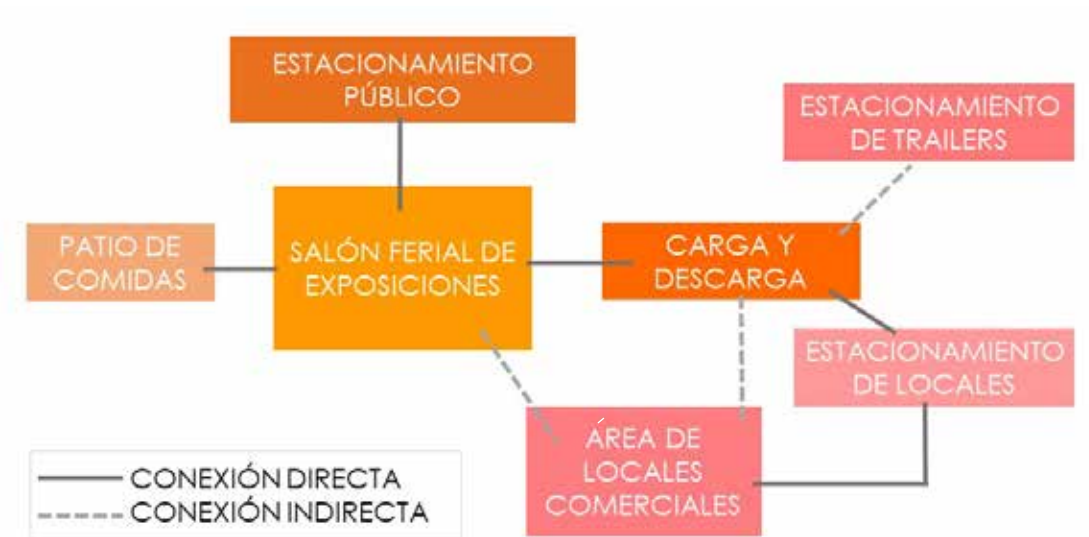 ESTACIONAMIENTO
PÚBLICO
ESTACIONAMIENTO
DE TRAILERS
PATIO DE
COMIDAS
SALÓN FERIAL DE
EXPOSICIONES
CARGA Y
DESCARGA
ESTACIONAMIENTO
DE LOCALES
ÁREA DE
LOCALES
COMERCIALES
CONEXIÓN DIRECTA
CONEXIÓN INDIRECTA